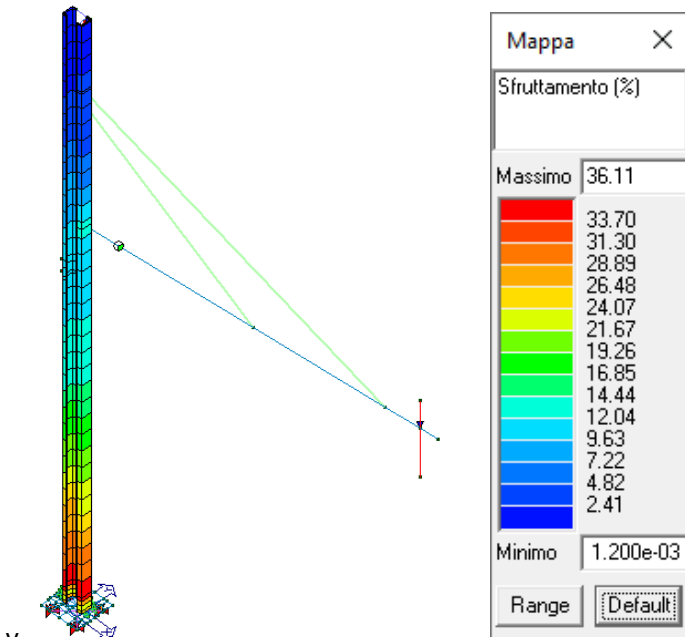 Mappa
Sfruttamento (%)
Massimo 36.11
33.70
31.30
28.89
26.48
24.07
21.67
19.26
16.85
14.44
12.04
9.63
7.22
4.82
2.41
Minimo 1.200e-03
Range Default